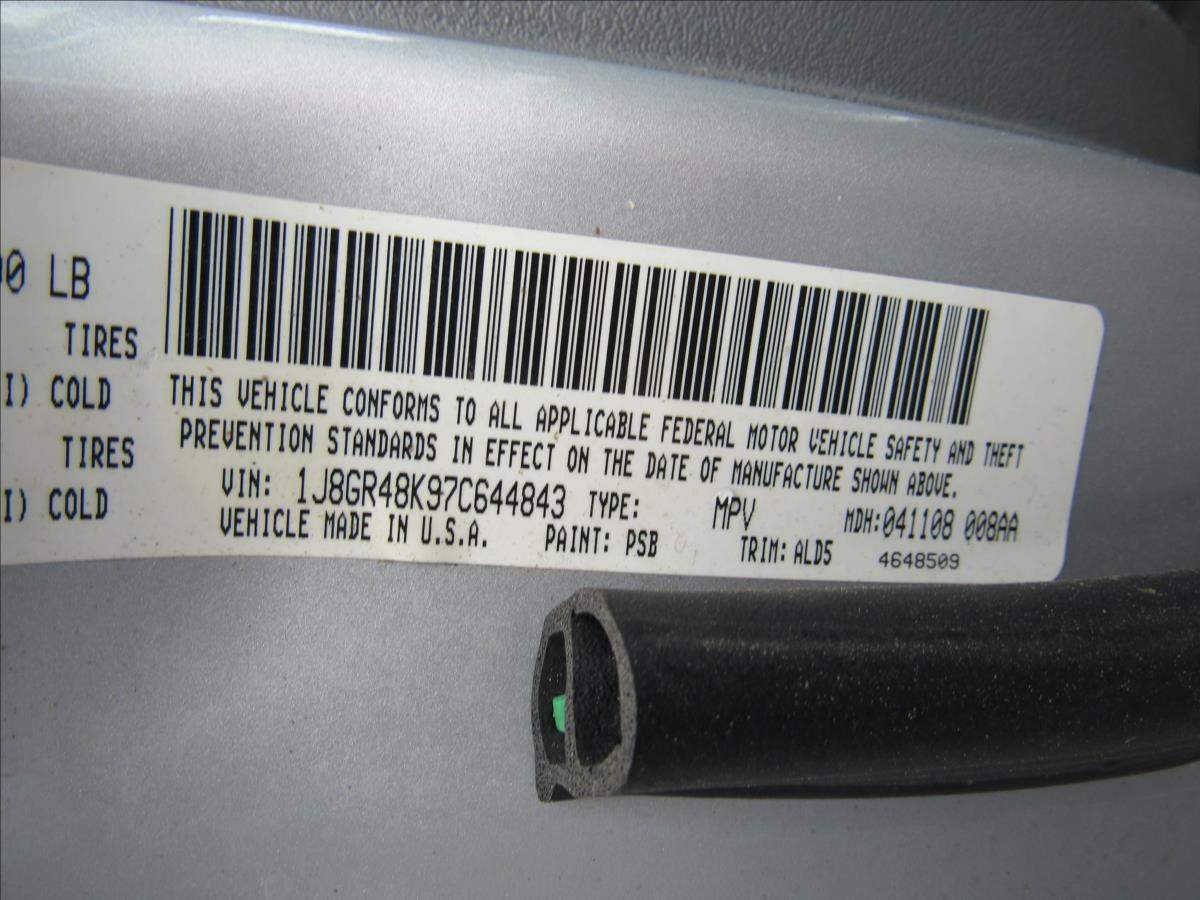 00 LB
TIRES
I) COLD
TIRES
I) COLD
THIS VEHICLE CONFORMS TO ALL APPLICABLE FEDERAL MOTOR VEHICLE SAFETY AND THEFT
PREVENTION STANDARDS IN EFFECT ON THE DATE OF MANUFACTURE SHOWN ABOVE.
VIN: 1J8GR48K97C644843 TYPE: MPV MDH:041108 008AA
VEHICLE MADE IN U.S.A. PAINT: PSB TRIM: ALD5 4648509